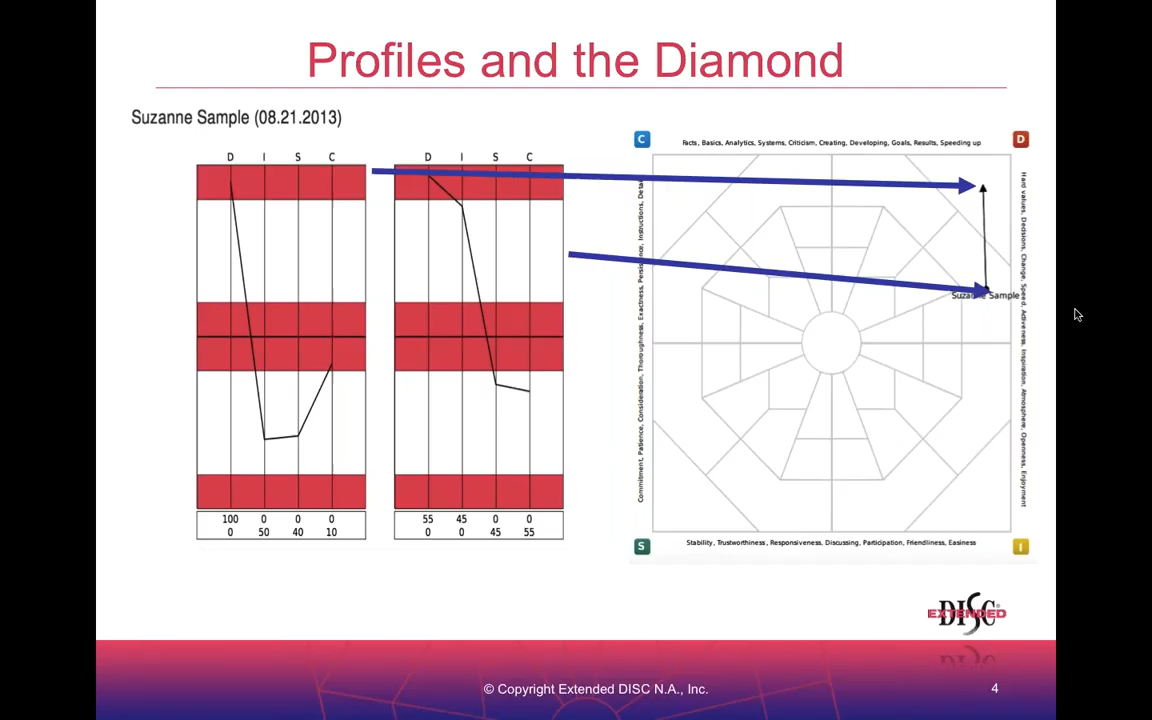 Profiles and the Diamond
Suzanne Sample (08.21.2013)
D I S C
100 0 0 0
0 50 40 10
D I S C
55 45 0 0
0 0 45 55
C
Facts, Basics, Analytics, Systems, Criticism, Creating, Developing, Goals, Results, Speeding up
D
Commitment, Patience, Consideration, Thoroughness, Exactness, Persistence, Instructions,
Hard values, Decisions, Change, Speed, Activeness, Inspiration, Atmosphere, Openness, Enjoyment
Suzanne Sample
S
Stability, Trustworthiness, Responsiveness, Discussing, Participation, Friendliness, Easiness
I
DISC
EXTENDED
© Copyright Extended DISC N.A., Inc.
4